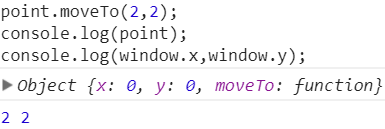 point.moveTo(2,2);
console.log(point);
console.log(window.x,window.y);
▶ Object {x: 0, y: 0, moveTo: function}
2 2